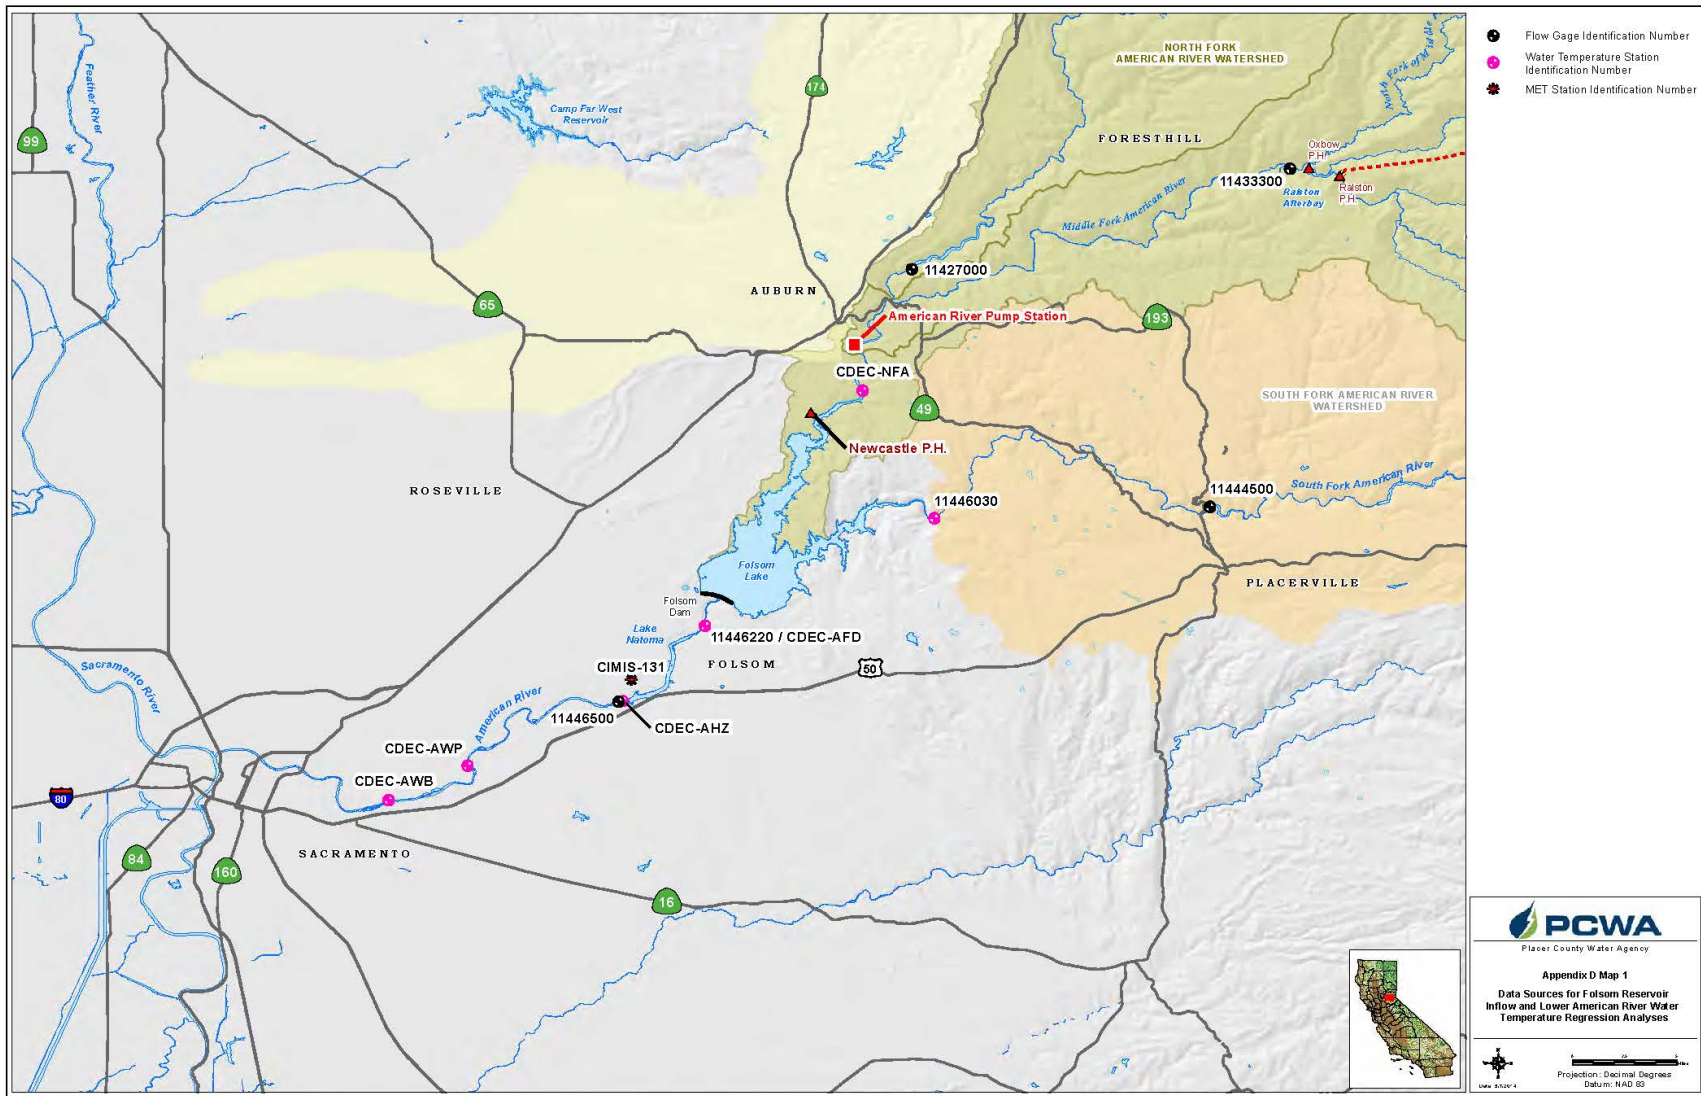 Flow Gage Identification Number
Water Temperature Station
Identification Number
MET Station Identification Number
NORTH FORK
AMERICAN RIVER WATERSHED
North Fork of Middle
Feather River
99
174
Camp Far West
Reservoir
FORESTHILL
Oxbow
P.H.
11433300
Ralston
Afterbay
Ralston
P.H.
Middle Fork American River
11427000
AUBURN
65
American River Pump Station
193
CDEC-NFA
49
SOUTH FORK AMERICAN RIVER
WATERSHED
Newcastle P.H.
ROSEVILLE
11446030
11444500
South Fork American River
Folsom
Lake
PLACERVILLE
Folsom
Dam
Lake
Natoma
11446220 / CDEC-AFD
CIMIS-131
FOLSOM
50
Sacramento River
American River
11446500
CDEC-AHZ
CDEC-AWP
CDEC-AWB
80
SACRAMENTO
84
160
16
PCWA
Placer County Water Agency
Appendix D Map 1
Data Sources for Folsom Reservoir
Inflow and Lower American River Water
Temperature Regression Analyses
Projection: Decimal Degrees
Datum: NAD 83